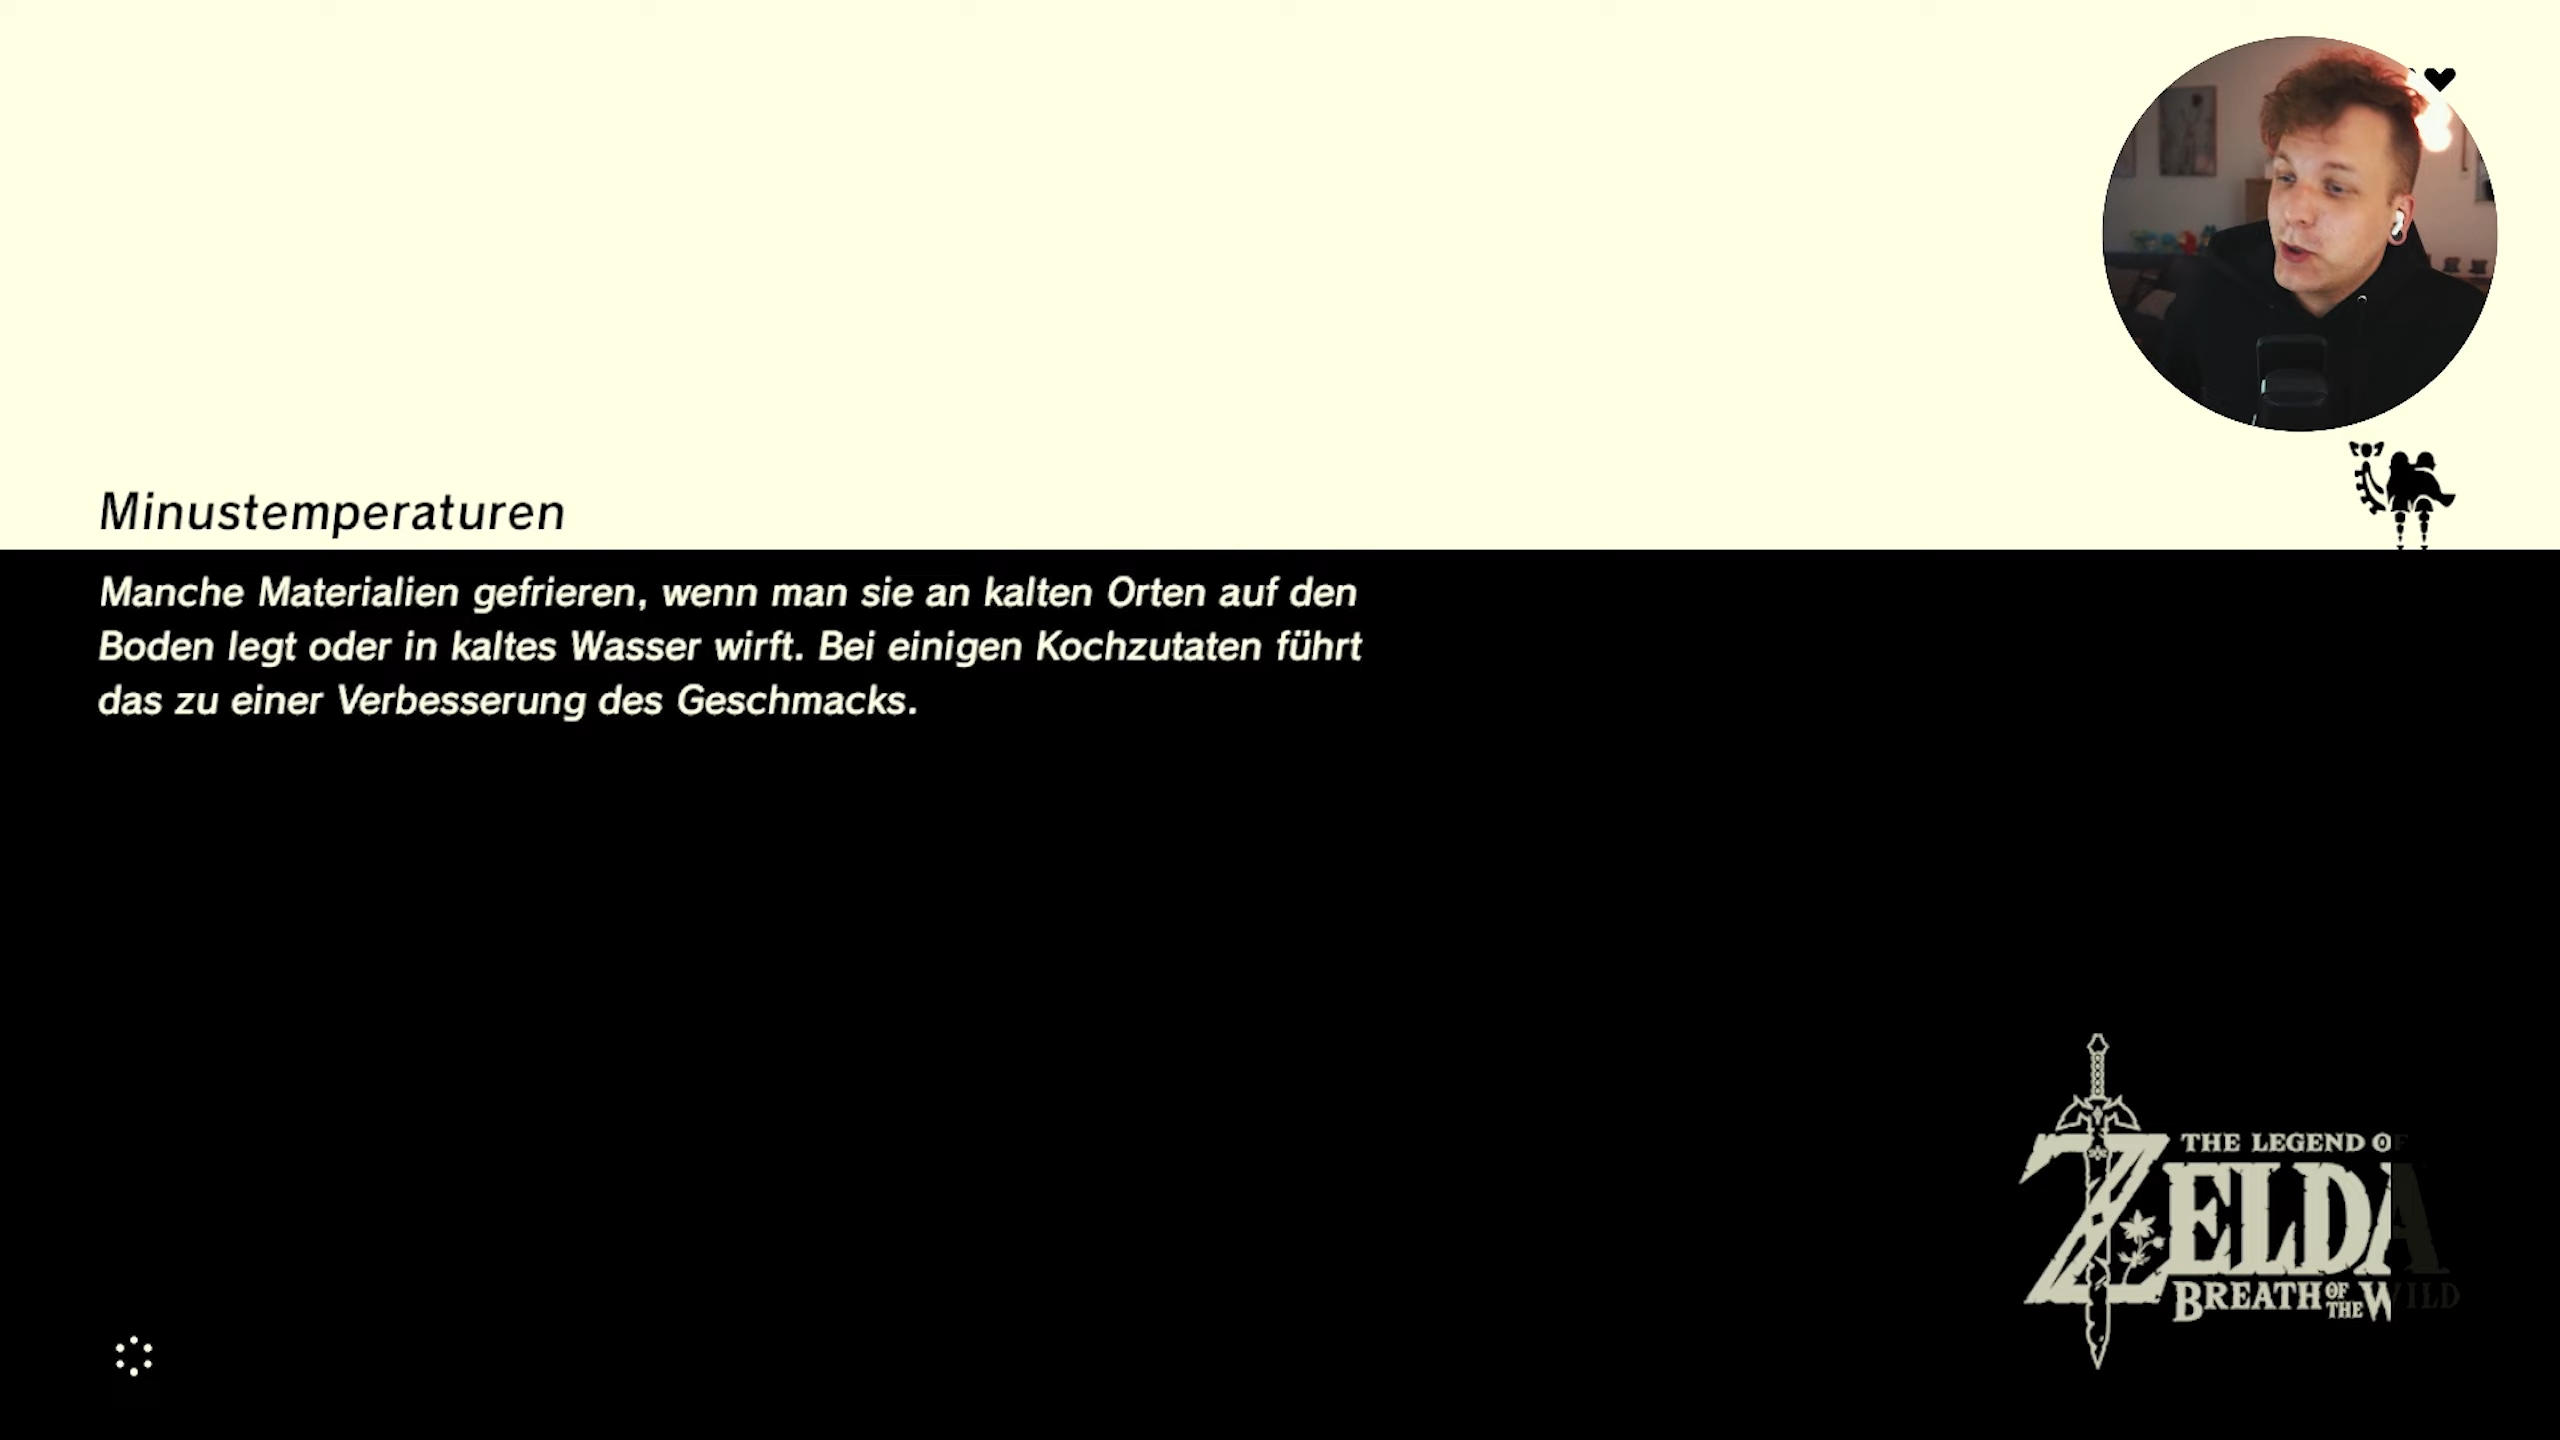 Minustemperaturen
Manche Materialien gefrieren, wenn man sie an kalten Orten auf den
Boden legt oder in kaltes Wasser wirft. Bei einigen Kochzutaten führt
das zu einer Verbesserung des Geschmacks.
THE LEGEND OF
ZELDA
BREATH OF THE WILD